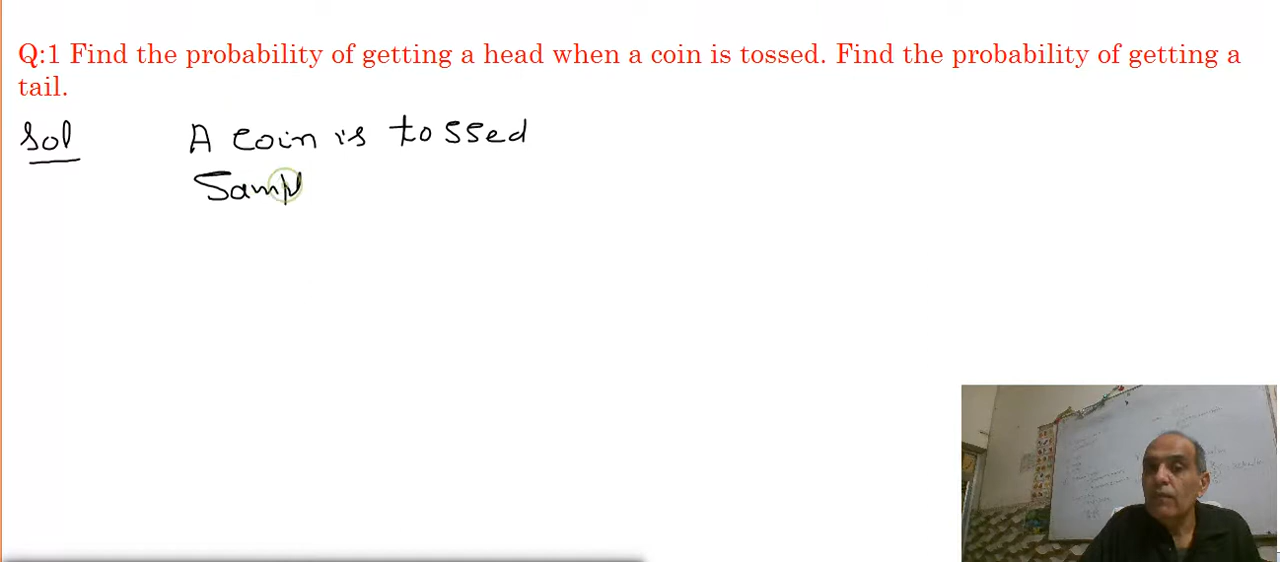 Q:1 Find the probability of getting a head when a coin is tossed. Find the probability of getting a
tail.
Sol A coin is tossed
Samp